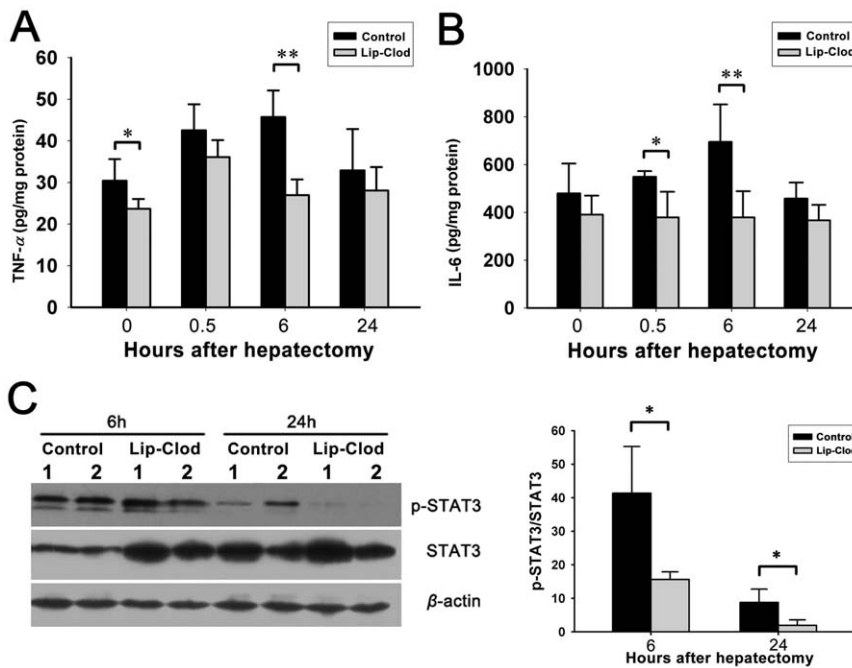 A
Control
Lip-Clod
TNF-α (pg/mg protein)
60
50
40
30
20
10
0
*
**
0 0.5 6 24
Hours after hepatectomy
B
Control
Lip-Clod
IL-6 (pg/mg protein)
1000
800
600
400
200
0
*
**
0 0.5 6 24
Hours after hepatectomy
C
6h 24h
Control Lip-Clod Control Lip-Clod
1 2 1 2 1 2 1 2
p-STAT3
STAT3
β-actin
Control
Lip-Clod
p-STAT3/STAT3
60
50
40
30
20
10
0
*
*
6 24
Hours after hepatectomy